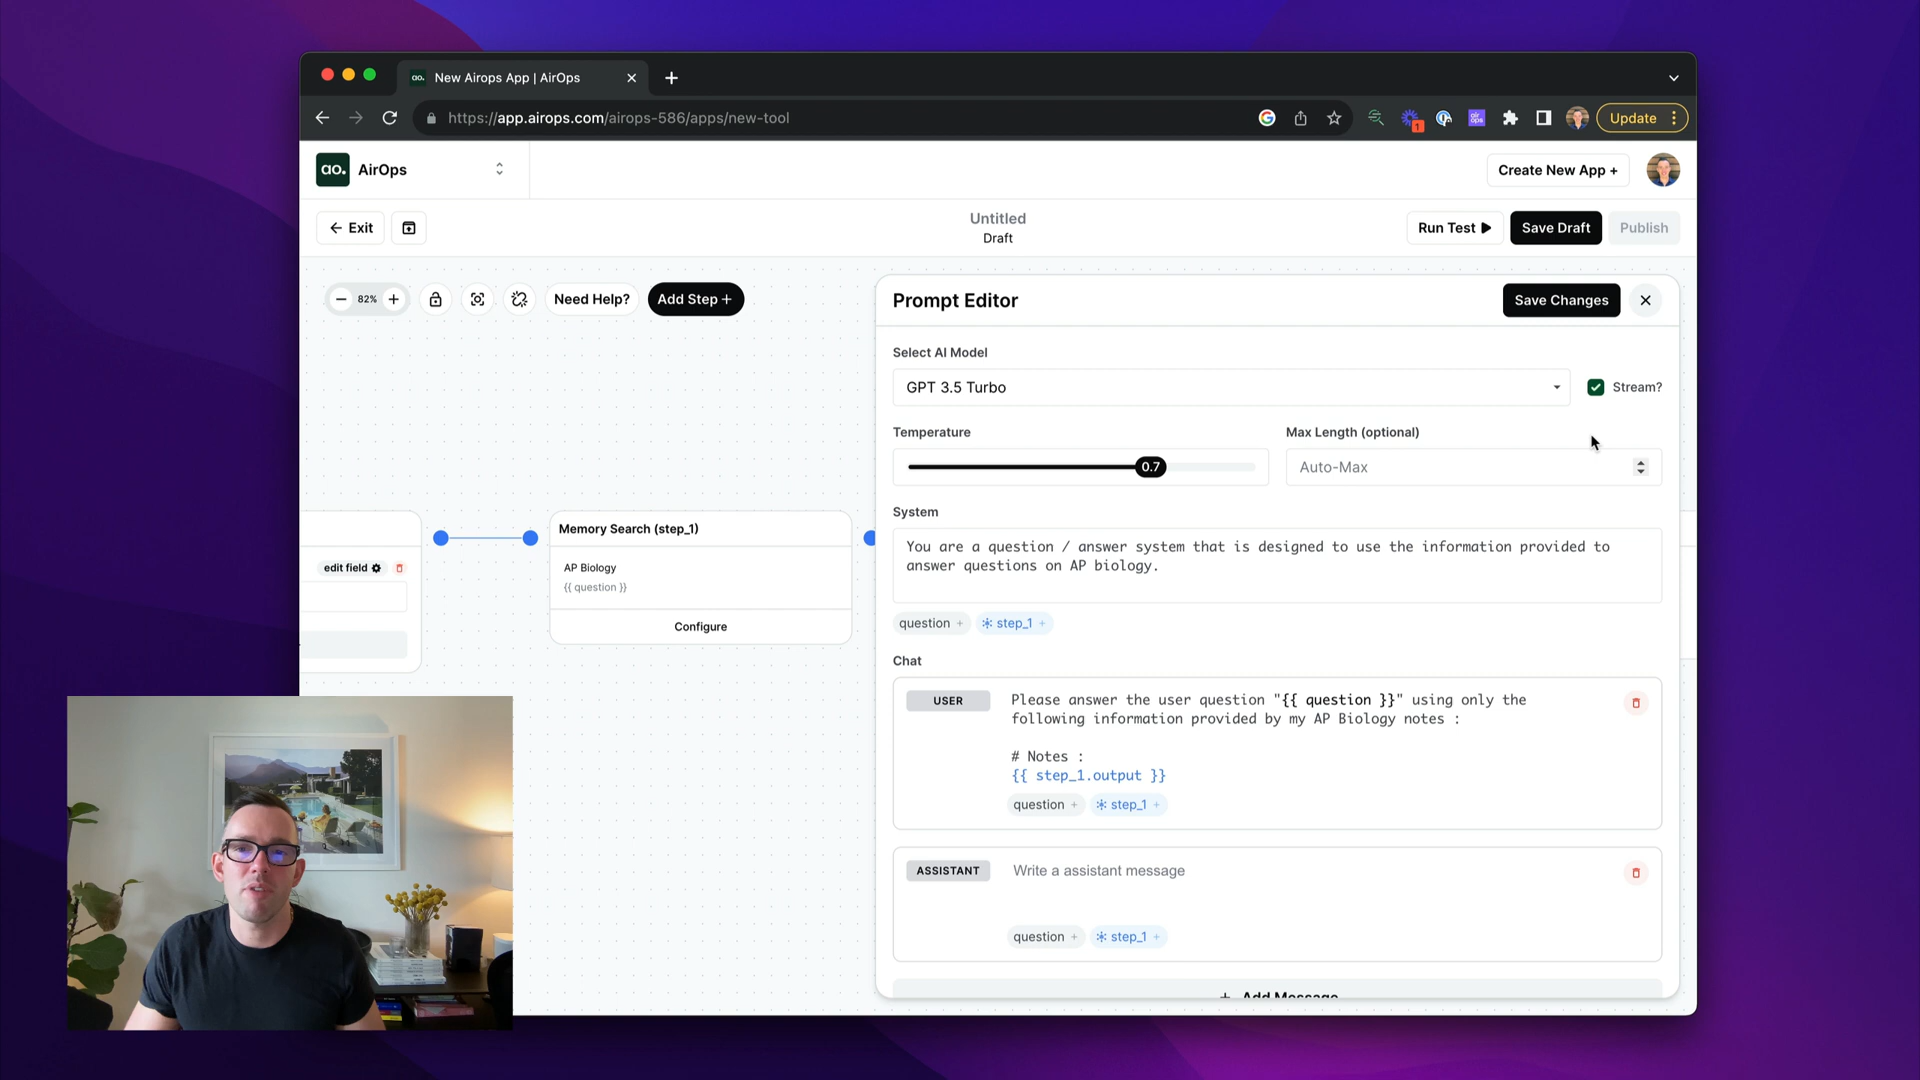 ao. New Airops App | AirOps
https://app.airops.com/airops-586/apps/new-tool
1
air ops
Update
ao. AirOps
Create New App +
Exit
Untitled
Draft
Run Test
Save Draft
Publish
82%
Need Help?
Add Step +
Prompt Editor
Save Changes
Select AI Model
GPT 3.5 Turbo
Stream?
Temperature
Max Length (optional)
0.7
Auto-Max
System
You are a question / answer system that is designed to use the information provided to
answer questions on AP biology.
question +
step_1 +
edit field
Memory Search (step_1)
AP Biology
{{ question }}
Configure
Chat
USER
Please answer the user question "{{ question }}" using only the
following information provided by my AP Biology notes :
# Notes :
{{ step_1.output }}
question +
step_1 +
ASSISTANT
Write a assistant message
question +
step_1 +
+ Add Message